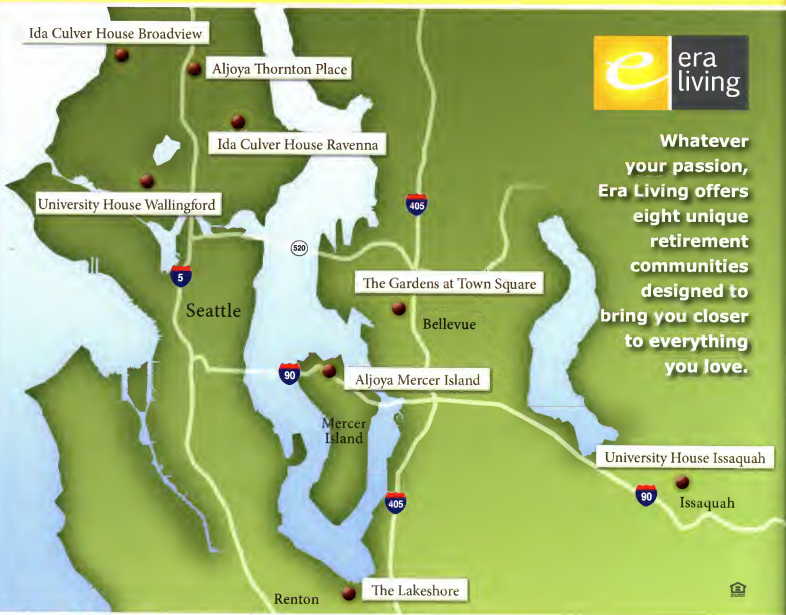 Ida Culver House Broadview
Aljoya Thornton Place
Ida Culver House Ravenna
University House Wallingford
405
520
5
The Gardens at Town Square
Seattle
Bellevue
90
Aljoya Mercer Island
Mercer
Island
University House Issaquah
90
Issaquah
405
The Lakeshore
Renton
e
era
living
Whatever
your passion,
Era Living offers
eight unique
retirement
communities
designed to
bring you closer
to everything
you love.